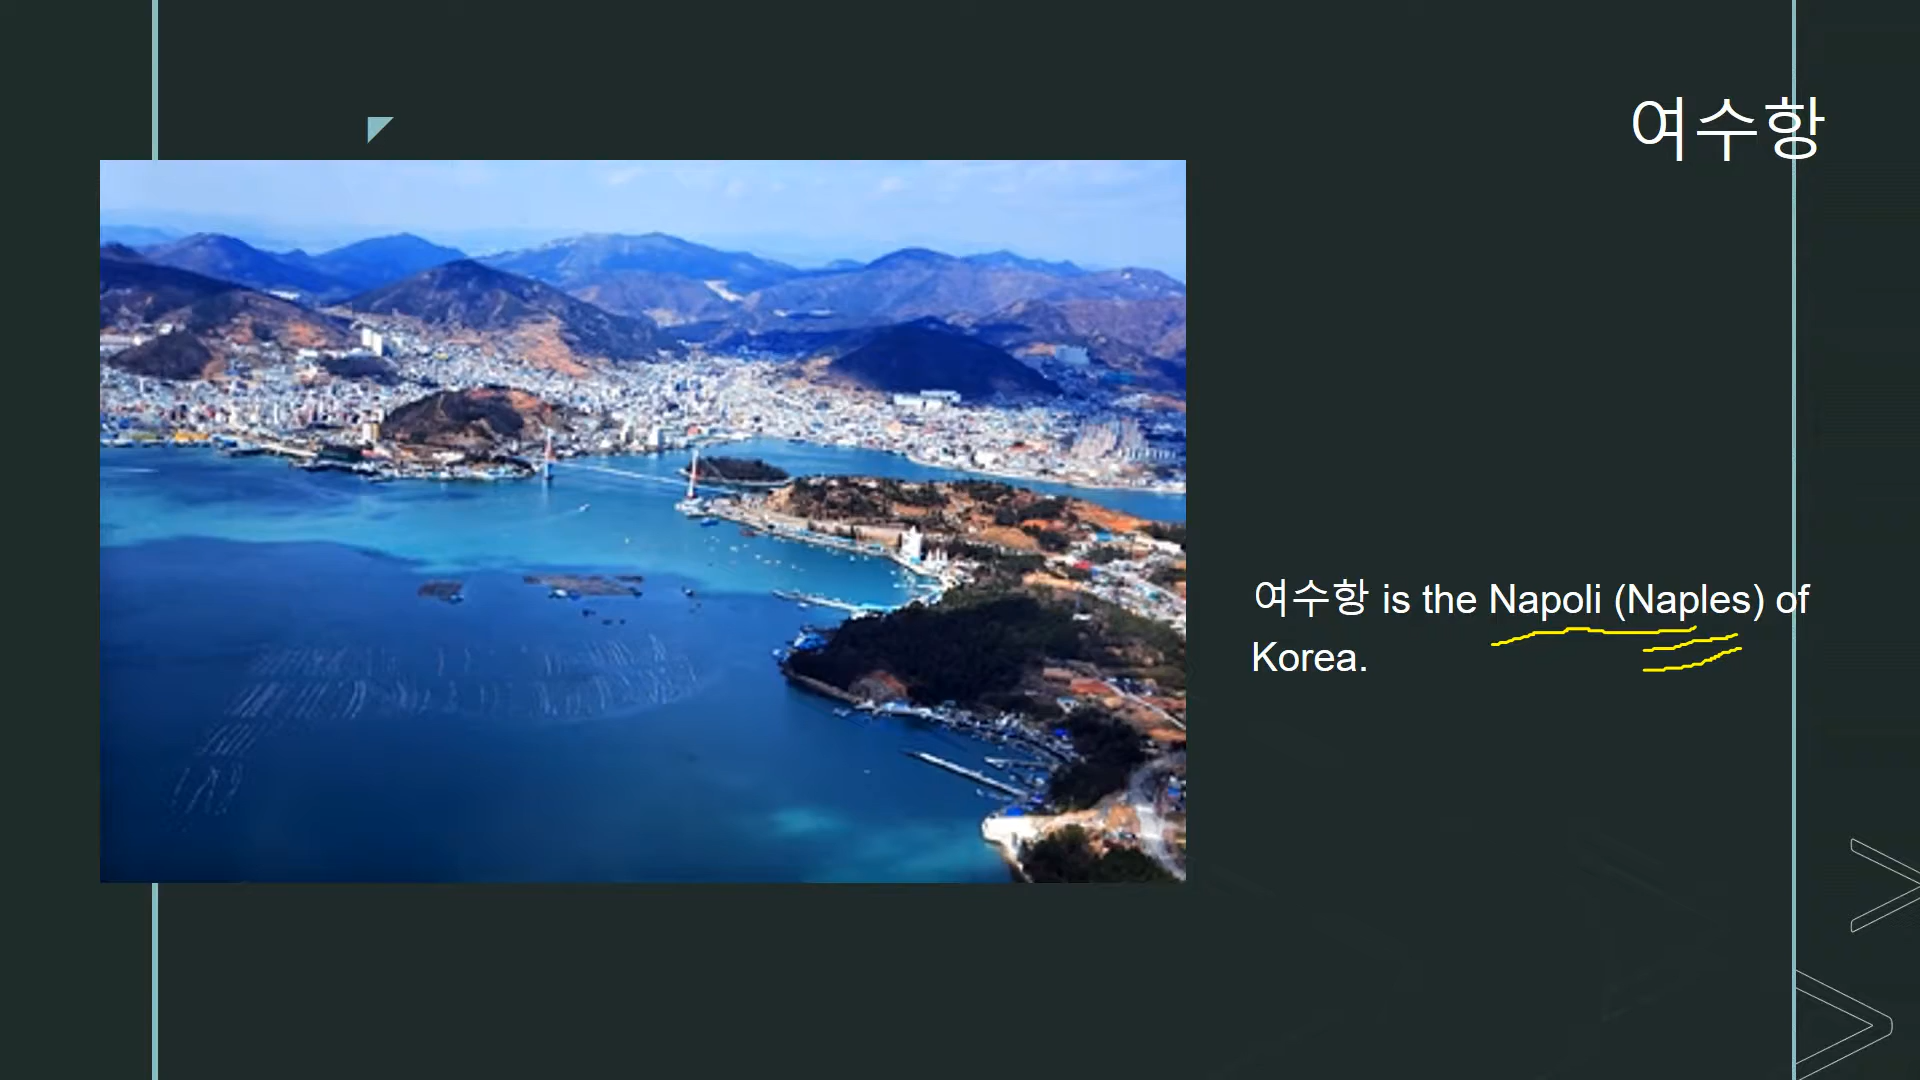 여수항
여수항 is the Napoli (Naples) of
Korea.